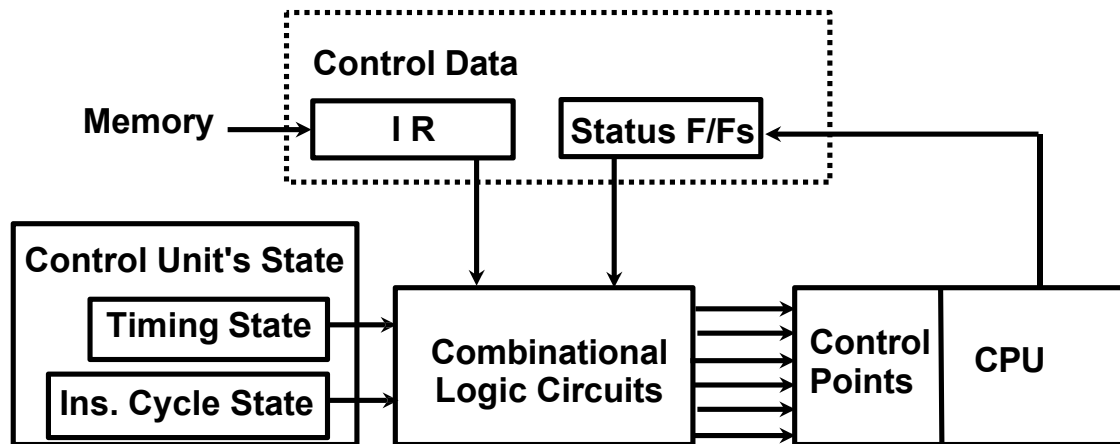 Control Data
Memory
I R
Status F/Fs
Control Unit's State
Timing State
Ins. Cycle State
Combinational
Logic Circuits
Control
Points
CPU